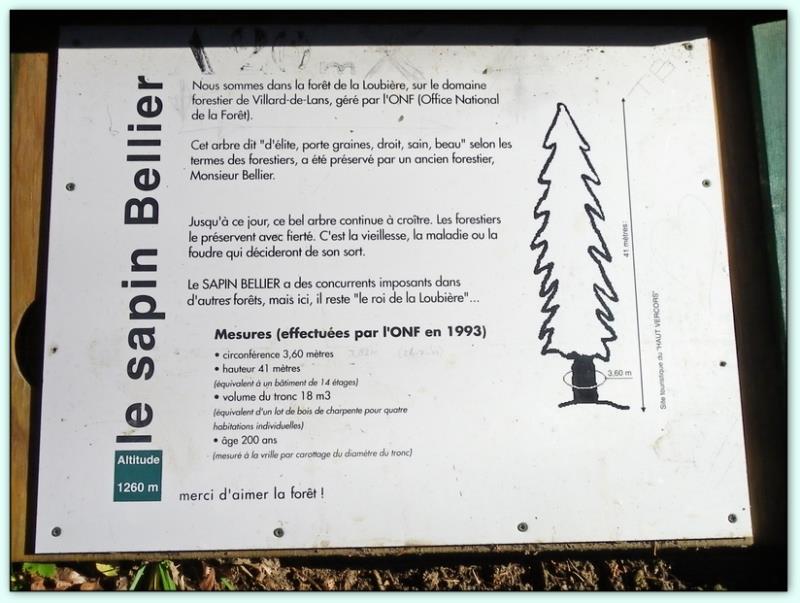 le sapin Bellier
Altitude
1260 m
Nous sommes dans la forêt de la Loubière, sur le domaine
forestier de Villard-de-Lans, géré par l'ONF (Office National
de la Forêt).
Cet arbre dit "d'élite, porte graines, droit, sain, beau" selon les
termes des forestiers, a été préservé par un ancien forestier,
Monsieur Bellier.
Jusqu'à ce jour, ce bel arbre continue à croître. Les forestiers
le préservent avec fierté. C'est la vieillesse, la maladie ou la
foudre qui décideront de son sort.
Le SAPIN BELLIER a des concurrents imposants dans
d'autres forêts, mais ici, il reste "le roi de la Loubière"...
Mesures (effectuées par l'ONF en 1993)
• circonférence 3,60 mètres
• hauteur 41 mètres
(équivalent à un bâtiment de 14 étages)
• volume du tronc 18 m3
(équivalent d'un lot de bois de charpente pour quatre
habitations individuelles)
• âge 200 ans
(mesuré à la vrille par carottage du diamètre du tronc)
merci d'aimer la forêt !
41 mètres
3,60 m
Site touristique du "HAUT VERCORS"